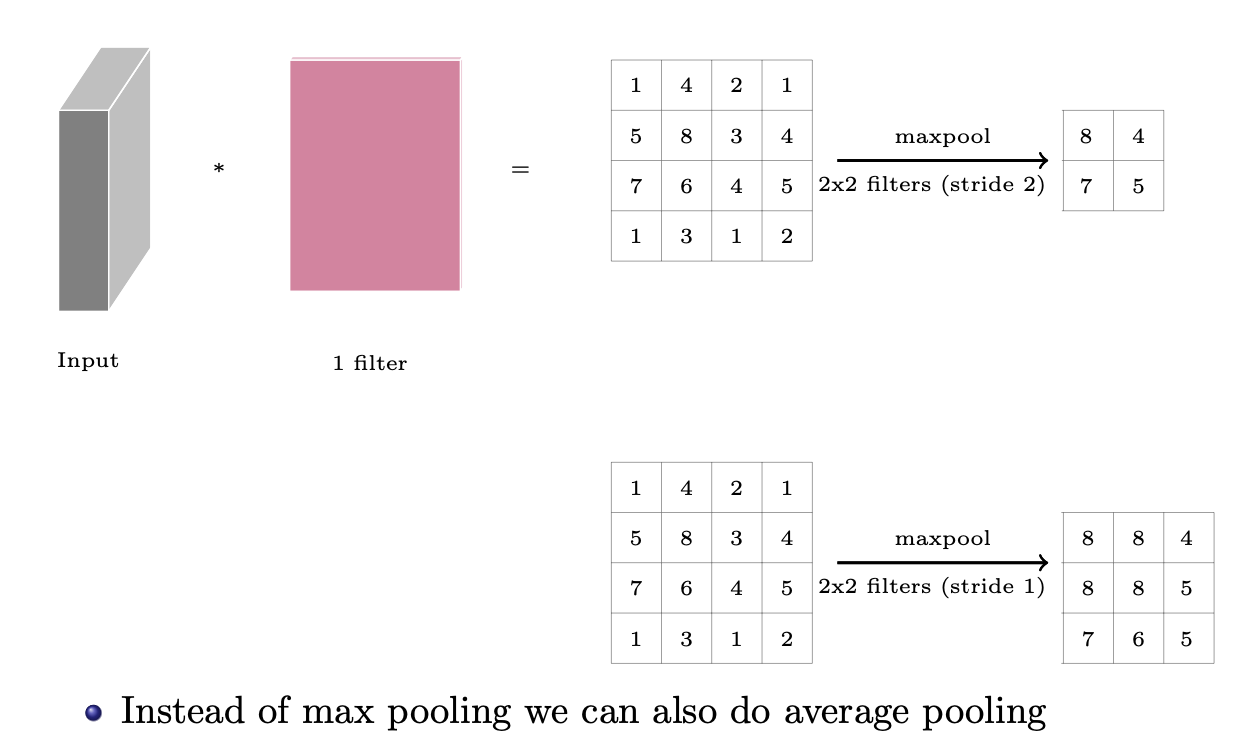 1 4 2 1
5 8 3 4
7 6 4 5
1 3 1 2
*
=
maxpool
2x2 filters (stride 2)
8 4
7 5
Input
1 filter
1 4 2 1
5 8 3 4
7 6 4 5
1 3 1 2
maxpool
2x2 filters (stride 1)
8 8 4
8 8 5
7 6 5
Instead of max pooling we can also do average pooling